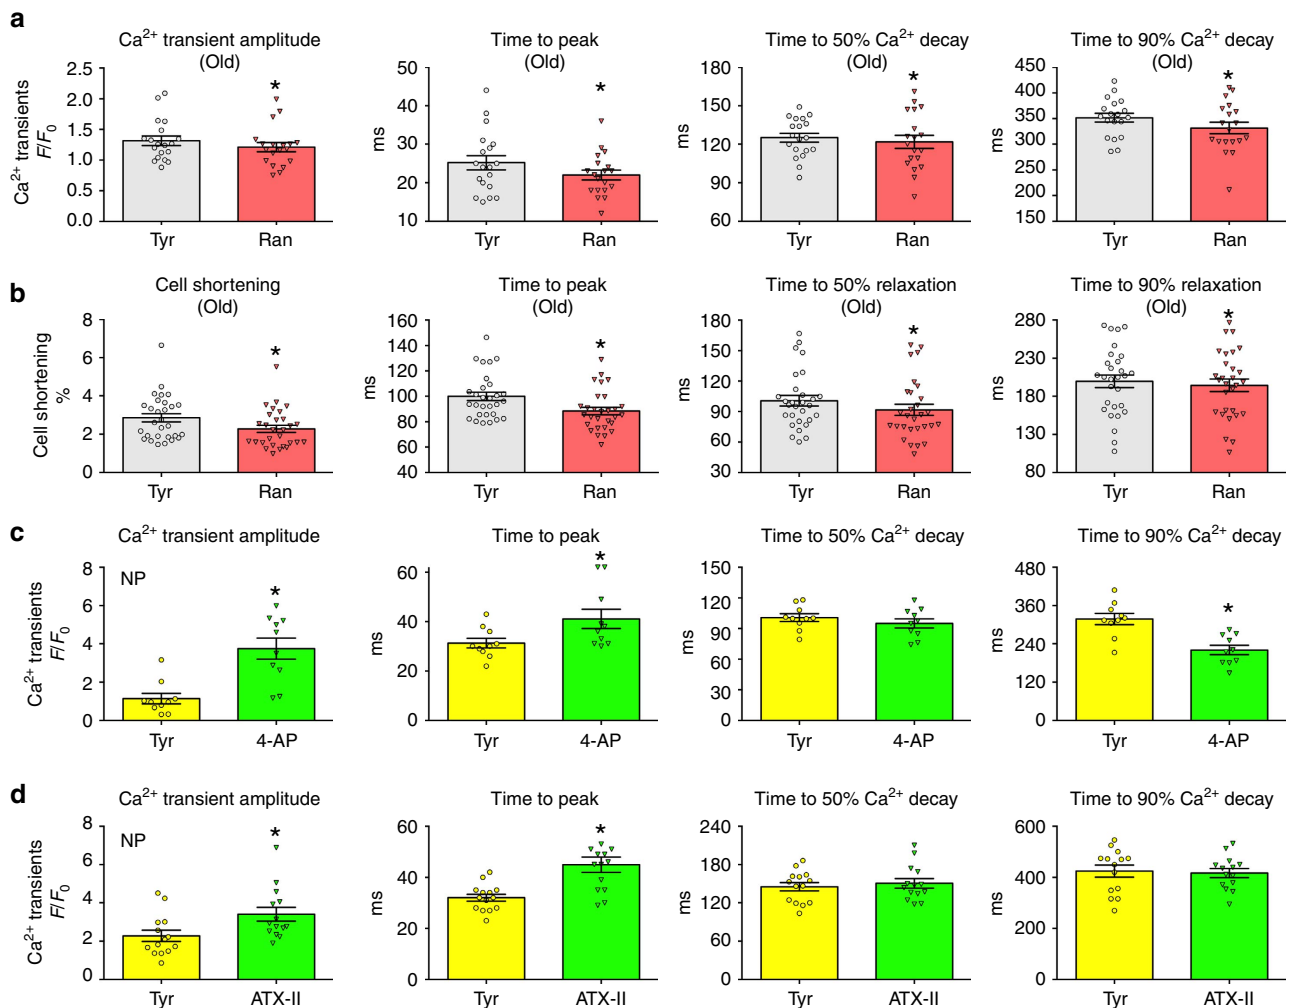 a
Ca2+ transient amplitude
(Old)
Time to peak
(Old)
Time to 50% Ca2+ decay
(Old)
Time to 90% Ca2+ decay
(Old)
Ca2+ transients
F/F0
2.5
2.0
1.5
1.0
0.5
0.0
*
Tyr
Ran
ms
50
40
30
20
10
*
Tyr
Ran
ms
180
150
120
90
60
*
Tyr
Ran
ms
450
400
350
300
250
200
150
*
Tyr
Ran
b
Cell shortening
(Old)
Time to peak
(Old)
Time to 50% relaxation
(Old)
Time to 90% relaxation
(Old)
Cell shortening
%
8
6
4
2
0
*
Tyr
Ran
ms
160
140
120
100
80
60
40
*
Tyr
Ran
ms
180
150
120
90
60
30
*
Tyr
Ran
ms
280
230
180
130
80
*
Tyr
Ran
c
Ca2+ transient amplitude
Time to peak
Time to 50% Ca2+ decay
Time to 90% Ca2+ decay
Ca2+ transients
F/F0
8
6
4
2
0
NP
*
Tyr
4-AP
ms
60
40
20
0
*
Tyr
4-AP
ms
150
120
90
60
30
0
Tyr
4-AP
ms
480
360
240
120
0
*
Tyr
4-AP
d
Ca2+ transient amplitude
Time to peak
Time to 50% Ca2+ decay
Time to 90% Ca2+ decay
Ca2+ transients
F/F0
8
6
4
2
0
NP
*
Tyr
ATX-II
ms
60
40
20
0
*
Tyr
ATX-II
ms
240
180
120
60
0
Tyr
ATX-II
ms
600
400
200
0
Tyr
ATX-II